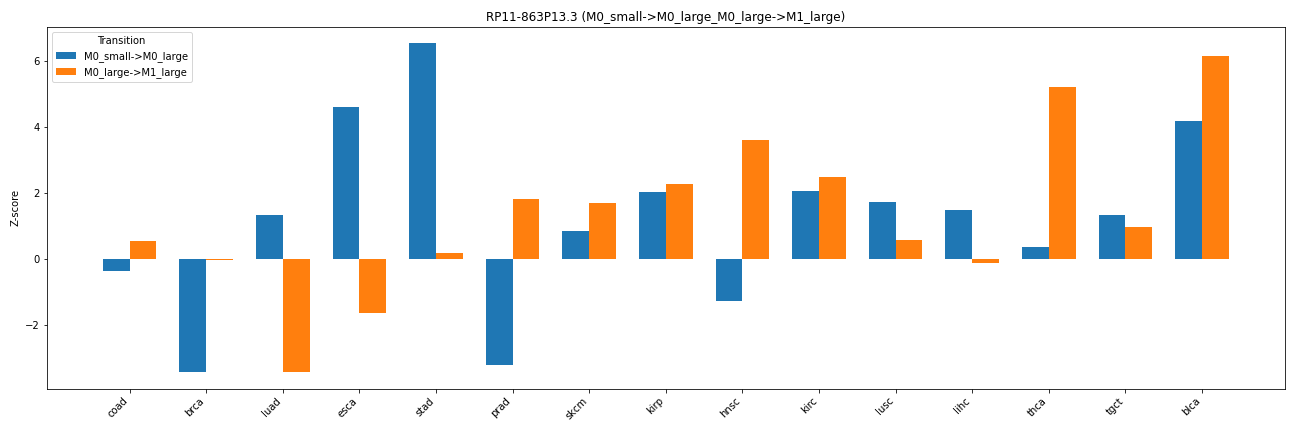 RP11-863P13.3 (M0_small->M0_large_M0_large->M1_large)
Transition
M0_small->M0_large
M0_large->M1_large
Z-score
6
4
2
0
−2
coad
brca
luad
esca
stad
prad
skcm
kirp
hnsc
kirc
lusc
lihc
thca
tgct
blca